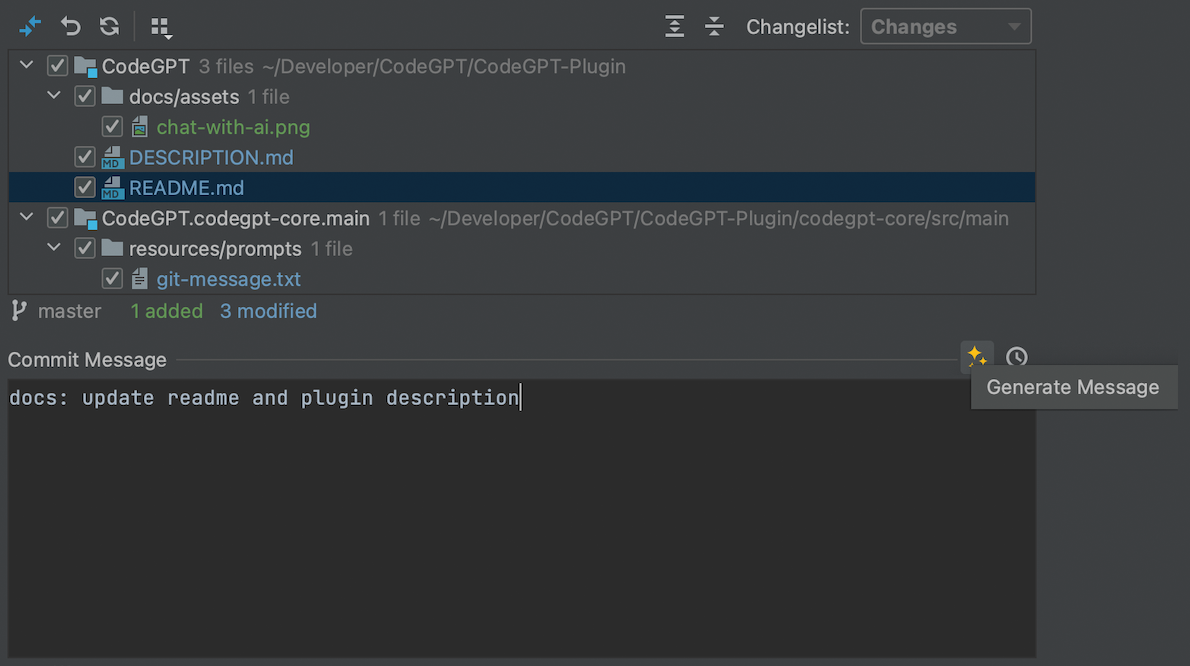 Changelist: Changes
CodeGPT 3 files ~/Developer/CodeGPT/CodeGPT-Plugin
docs/assets 1 file
chat-with-ai.png
MD DESCRIPTION.md
MD README.md
CodeGPT.codegpt-core.main 1 file ~/Developer/CodeGPT/CodeGPT-Plugin/codegpt-core/src/main
resources/prompts 1 file
git-message.txt
master 1 added 3 modified
Commit Message
Generate Message
docs: update readme and plugin description